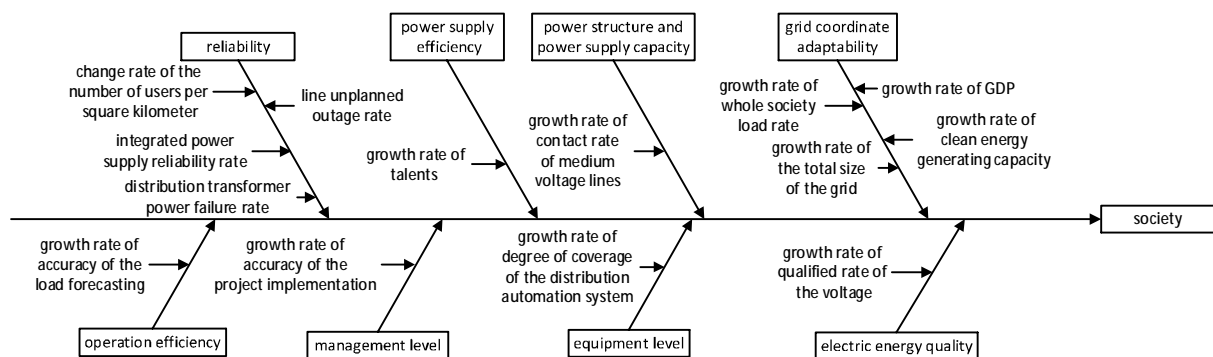 reliability
power supply
efficiency
power structure and
power supply capacity
grid coordinate
adaptability
change rate of the
number of users per
square kilometer
line unplanned
outage rate
integrated power
supply reliability rate
distribution transformer
power failure rate
growth rate of
talents
growth rate of
contact rate
of medium
voltage lines
growth rate of
whole society
load rate
growth rate of GDP
growth rate of
clean energy
generating capacity
growth rate of
the total size
of the grid
society
growth rate of
accuracy of the
load forecasting
growth rate of
accuracy of the
project implementation
growth rate of
degree of coverage
of the distribution
automation system
growth rate of
qualified rate of
the voltage
operation efficiency
management level
equipment level
electric energy quality